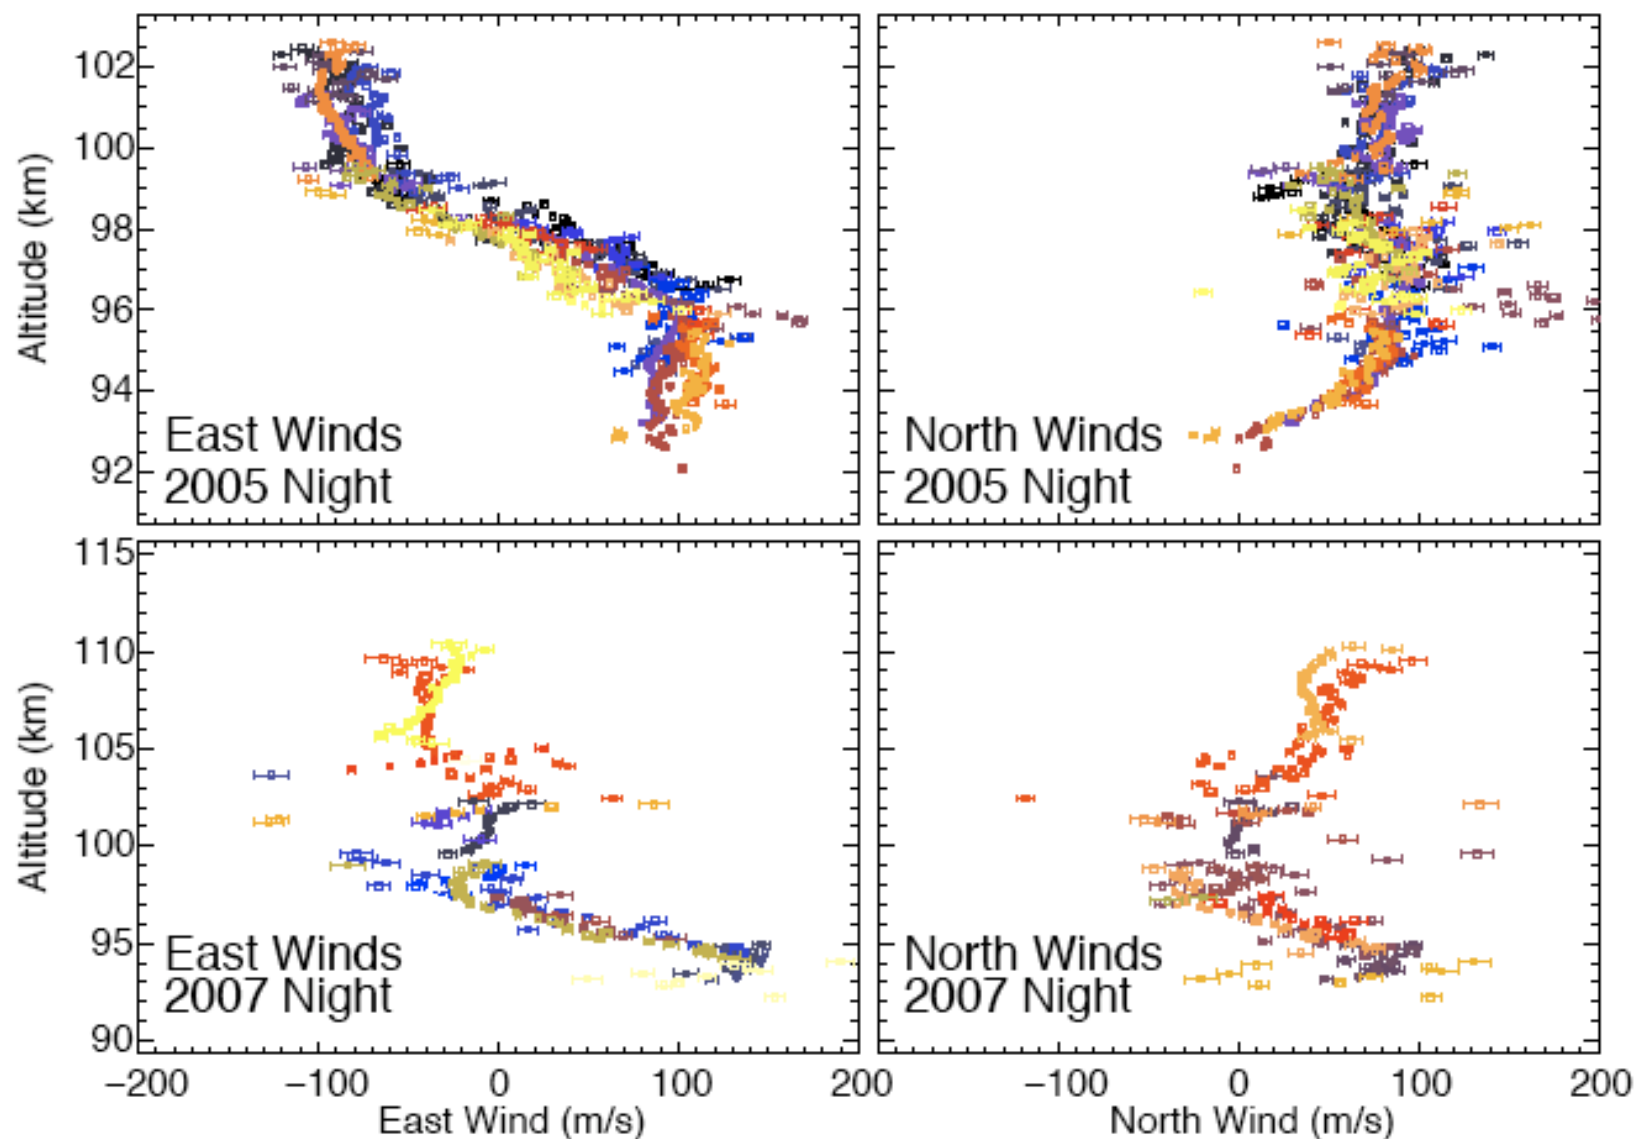 102
100
98
96
94
92
Altitude (km)
East Winds
2005 Night
North Winds
2005 Night
115
110
105
100
95
90
Altitude (km)
East Winds
2007 Night
North Winds
2007 Night
−200 −100 0 100 200
−100 0 100 200
East Wind (m/s)
North Wind (m/s)